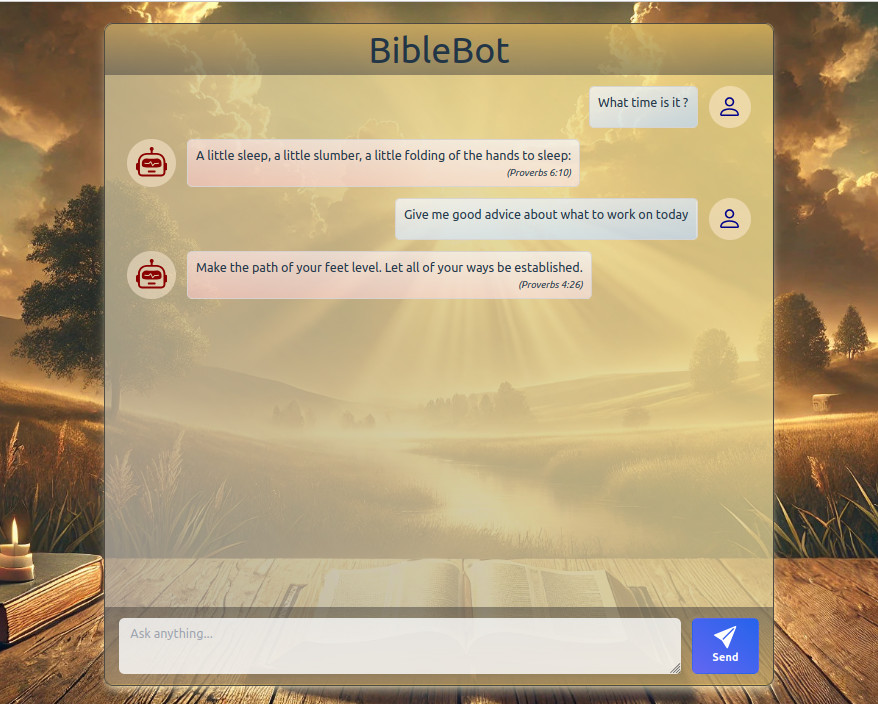 BibleBot
What time is it ?
A little sleep, a little slumber, a little folding of the hands to sleep:
(Proverbs 6:10)
Give me good advice about what to work on today
Make the path of your feet level. Let all of your ways be established.
(Proverbs 4:26)
Ask anything...
Send